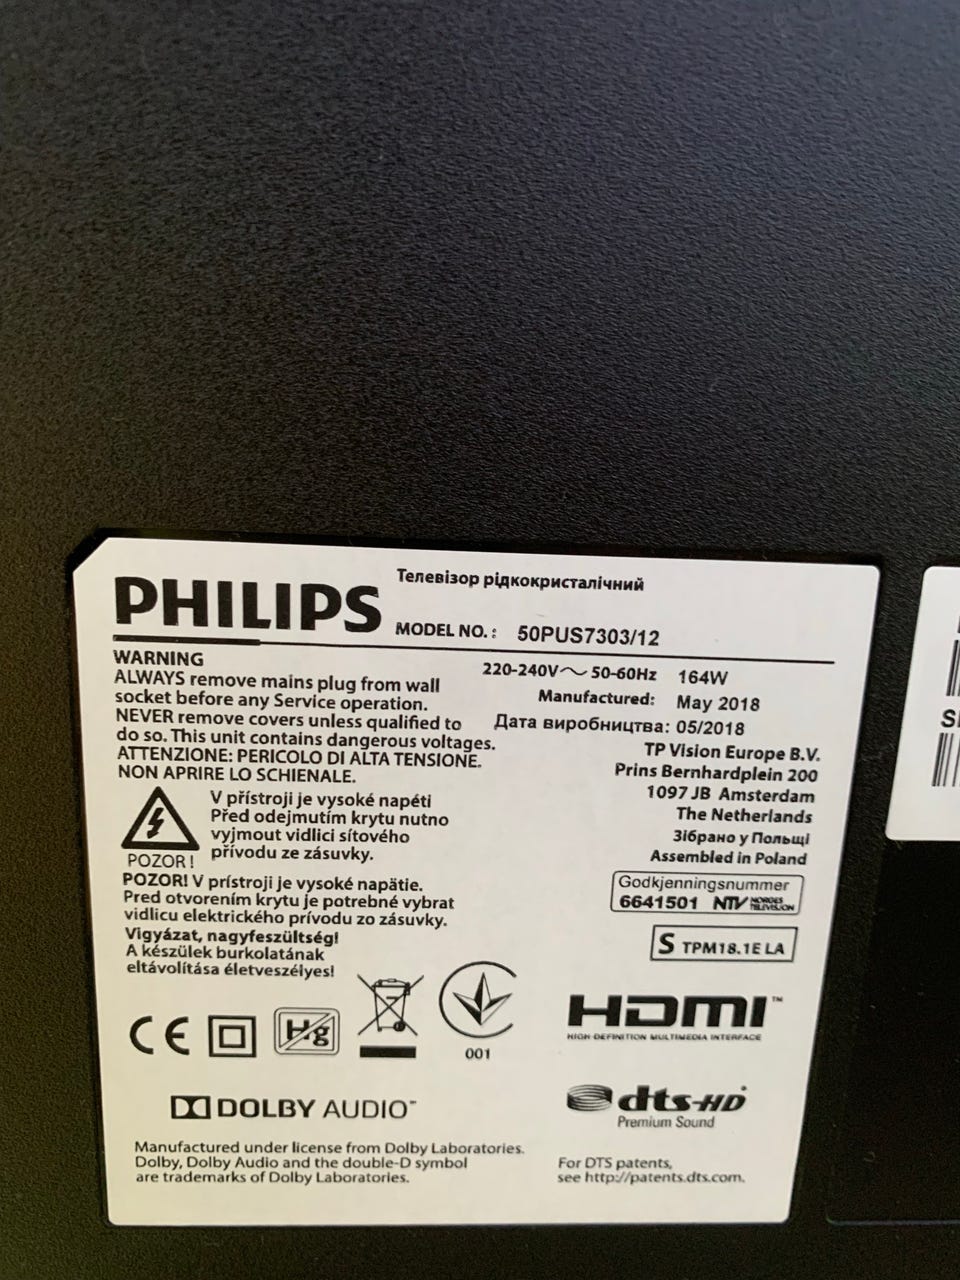 PHILIPS
Телевізор рідкокристалічний
MODEL NO.: 50PUS7303/12
WARNING
ALWAYS remove mains plug from wall
socket before any Service operation.
NEVER remove covers unless qualified to
do so. This unit contains dangerous voltages.
ATTENZIONE: PERICOLO DI ALTA TENSIONE.
NON APRIRE LO SCHIENALE.
220-240V~ 50-60Hz 164W
Manufactured: May 2018
Дата виробництва: 05/2018
TP Vision Europe B.V.
Prins Bernhardplein 200
1097 JB Amsterdam
The Netherlands
Зібрано у Польщі
Assembled in Poland
V přístroji je vysoké napětí
Před odejmutím krytu nutno
vyjmout vidlici síťového
přívodu ze zásuvky.
POZOR!
POZOR! V prístroji je vysoké napätie.
Pred otvorením krytu je potrebné vybrat
vidlicu elektrického prívodu zo zásuvky.
Vigyázat, nagyfeszültség!
A készülek burkolatának
eltávolítása életveszélyes!
Godkjenningsnummer
6641501 NTV NORGES TELEVISJON
S TPM18.1E LA
CE
Hg
001
HDMI™
HIGH-DEFINITION MULTIMEDIA INTERFACE
DOLBY AUDIO™
Manufactured under license from Dolby Laboratories.
Dolby, Dolby Audio and the double-D symbol
are trademarks of Dolby Laboratories.
dts-HD
Premium Sound
For DTS patents,
see http://patents.dts.com.